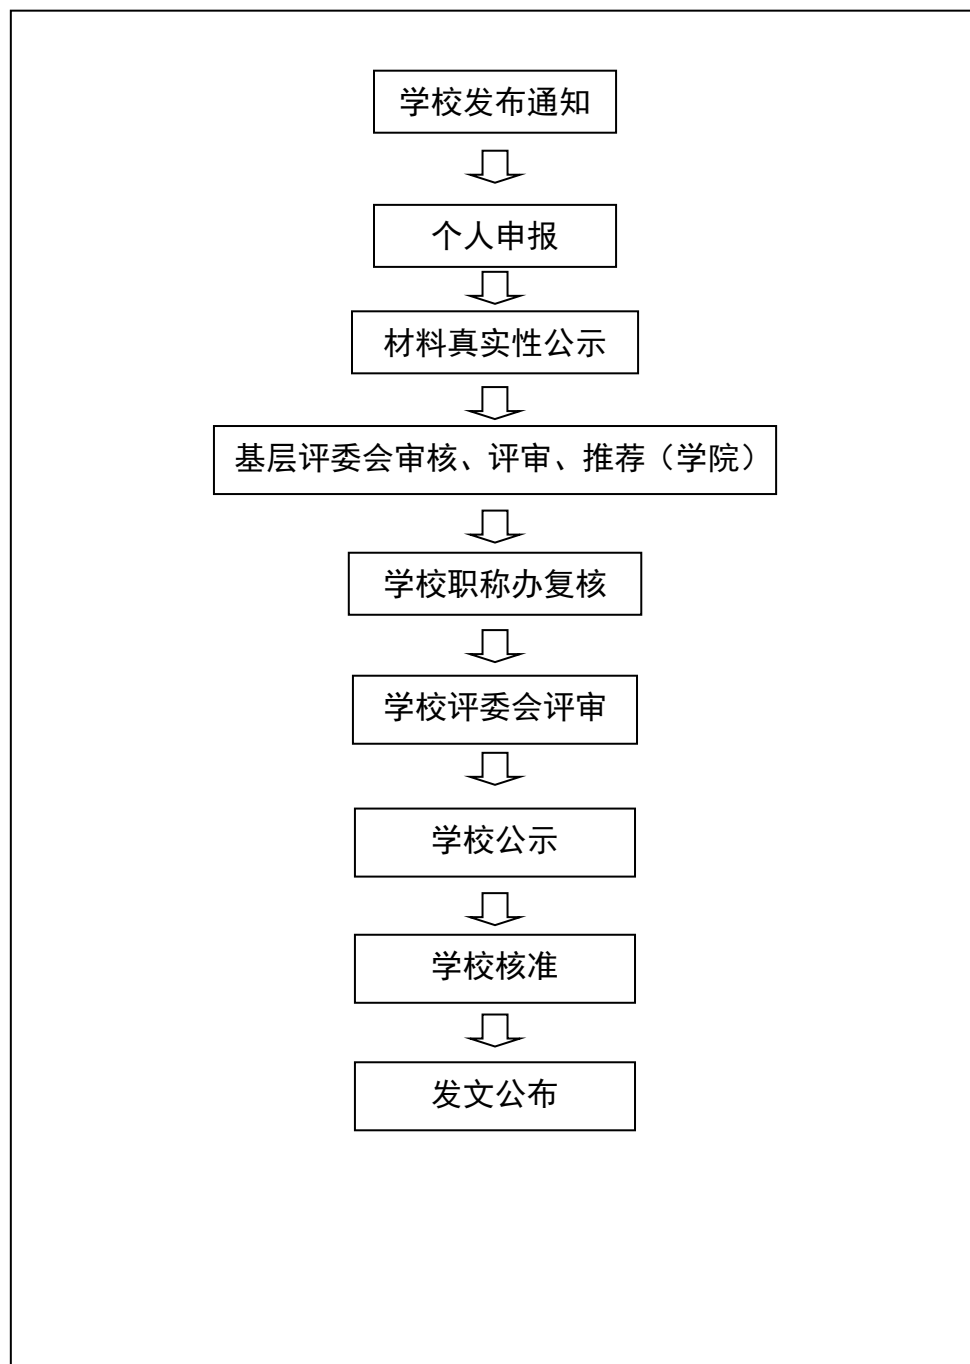 学校发布通知
个人申报
材料真实性公示
基层评委会审核、评审、推荐（学院）
学校职称办复核
学校评委会评审
学校公示
学校核准
发文公布